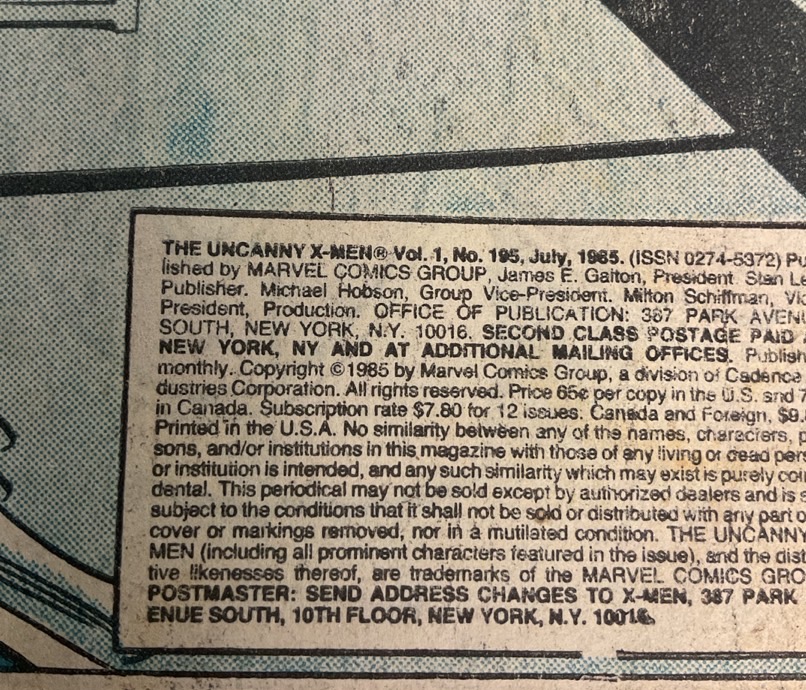 THE UNCANNY X-MEN® Vol. 1, No. 195, July, 1985. (ISSN 0274-5372) Pu
lished by MARVEL COMICS GROUP, James E. Galton, President. Stan Le
Publisher. Michael Hobson, Group Vice-President. Milton Schiffman, Vic
President, Production. OFFICE OF PUBLICATION: 387 PARK AVENU
SOUTH, NEW YORK, N.Y. 10016. SECOND CLASS POSTAGE PAID
NEW YORK, NY AND AT ADDITIONAL MAILING OFFICES. Publish
monthly. Copyright ©1985 by Marvel Comics Group, a division of Cadence
dustries Corporation. All rights reserved. Price 65¢ per copy in the U.S. and 7
in Canada. Subscription rate $7.80 for 12 issues. Canada and Foreign, $9.
Printed in the U.S.A. No similarity between any of the names, characters, p
sons, and/or institutions in this magazine with those of any living or dead pers
or institution is intended, and any such similarity which may exist is purely coin
dental. This periodical may not be sold except by authorized dealers and is s
subject to the conditions that it shall not be sold or distributed with any part o
cover or markings removed, nor in a mutilated condition. THE UNCANNY
MEN (including all prominent characters featured in the issue), and the dist
tive likenesses thereof, are trademarks of the MARVEL COMICS GRO
POSTMASTER: SEND ADDRESS CHANGES TO X-MEN, 387 PARK
ENUE SOUTH, 10TH FLOOR, NEW YORK, N.Y. 10016.